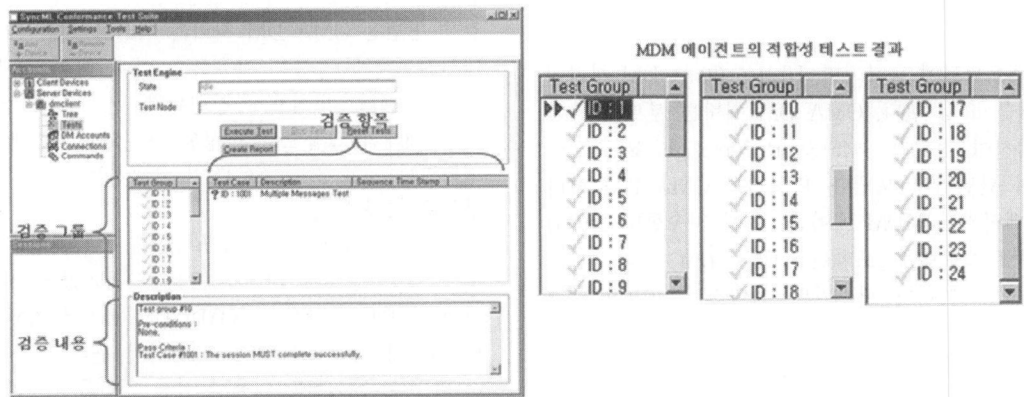 SyncML Conformance Test Suite
Configuration Settings Tools Help
Add Device
Remove Device
Accounts
Client Devices
Server Devices
dmclient
Tree
Tests
DM Accounts
Connections
Commands
Test Engine
State Idle
Test Node
검증 항목
Execute Test Stop Test Reset Tests
Create Report
Test Group
ID : 1
ID : 2
ID : 3
ID : 4
ID : 5
ID : 6
ID : 7
ID : 8
ID : 9
Test Case Description Sequence Time Stamp
? ID : 1001 Multiple Messages Test
검증 그룹
Description
Test group #10
Pre-conditions :
None.
Pass Criteria :
Test Case #1001 : The session MUST complete successfully.
검증 내용
MDM 에이전트의 적합성 테스트 결과
Test Group
ID : 1
ID : 2
ID : 3
ID : 4
ID : 5
ID : 6
ID : 7
ID : 8
ID : 9
Test Group
ID : 10
ID : 11
ID : 12
ID : 13
ID : 14
ID : 15
ID : 16
ID : 17
ID : 18
Test Group
ID : 17
ID : 18
ID : 19
ID : 20
ID : 21
ID : 22
ID : 23
ID : 24